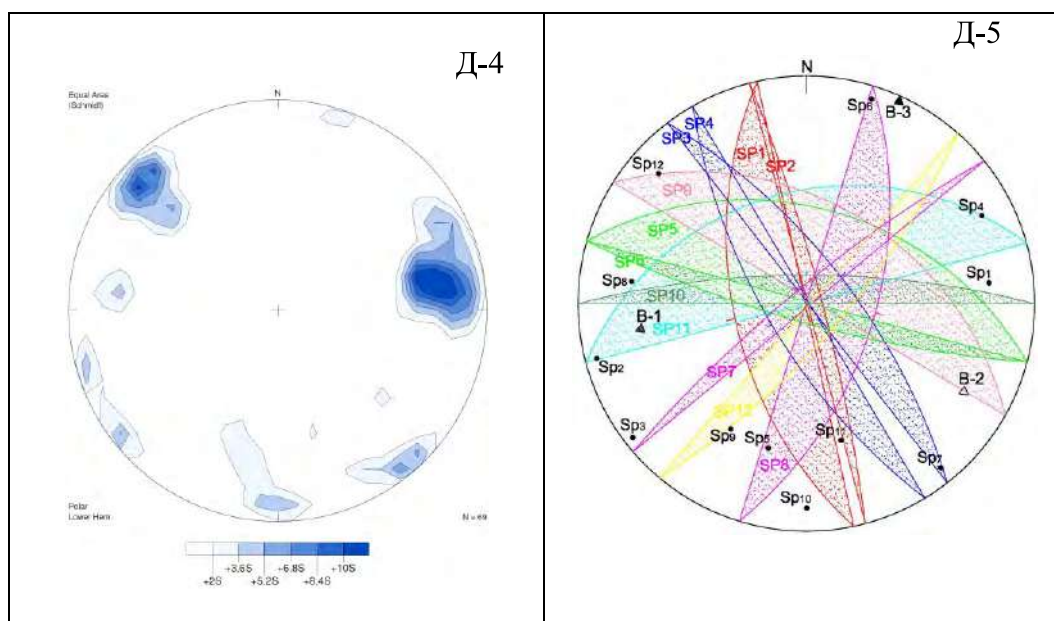 Д-4
Equal Area
(Schmidt)
N
Polar
Lower Hem.
N = 69
+3.6S +6.8S +10S
+2S +5.2S +8.4S
Д-5
N
Sp6
B-3
SP4
SP3
SP1
SP2
Sp12
SP9
Sp4
SP5
SP6
Sp8
Sp1
SP10
B-1
SP11
Sp2
SP7
B-2
SP12
Sp3
Sp9
Sp5
Sp11
SP8
Sp7
Sp10